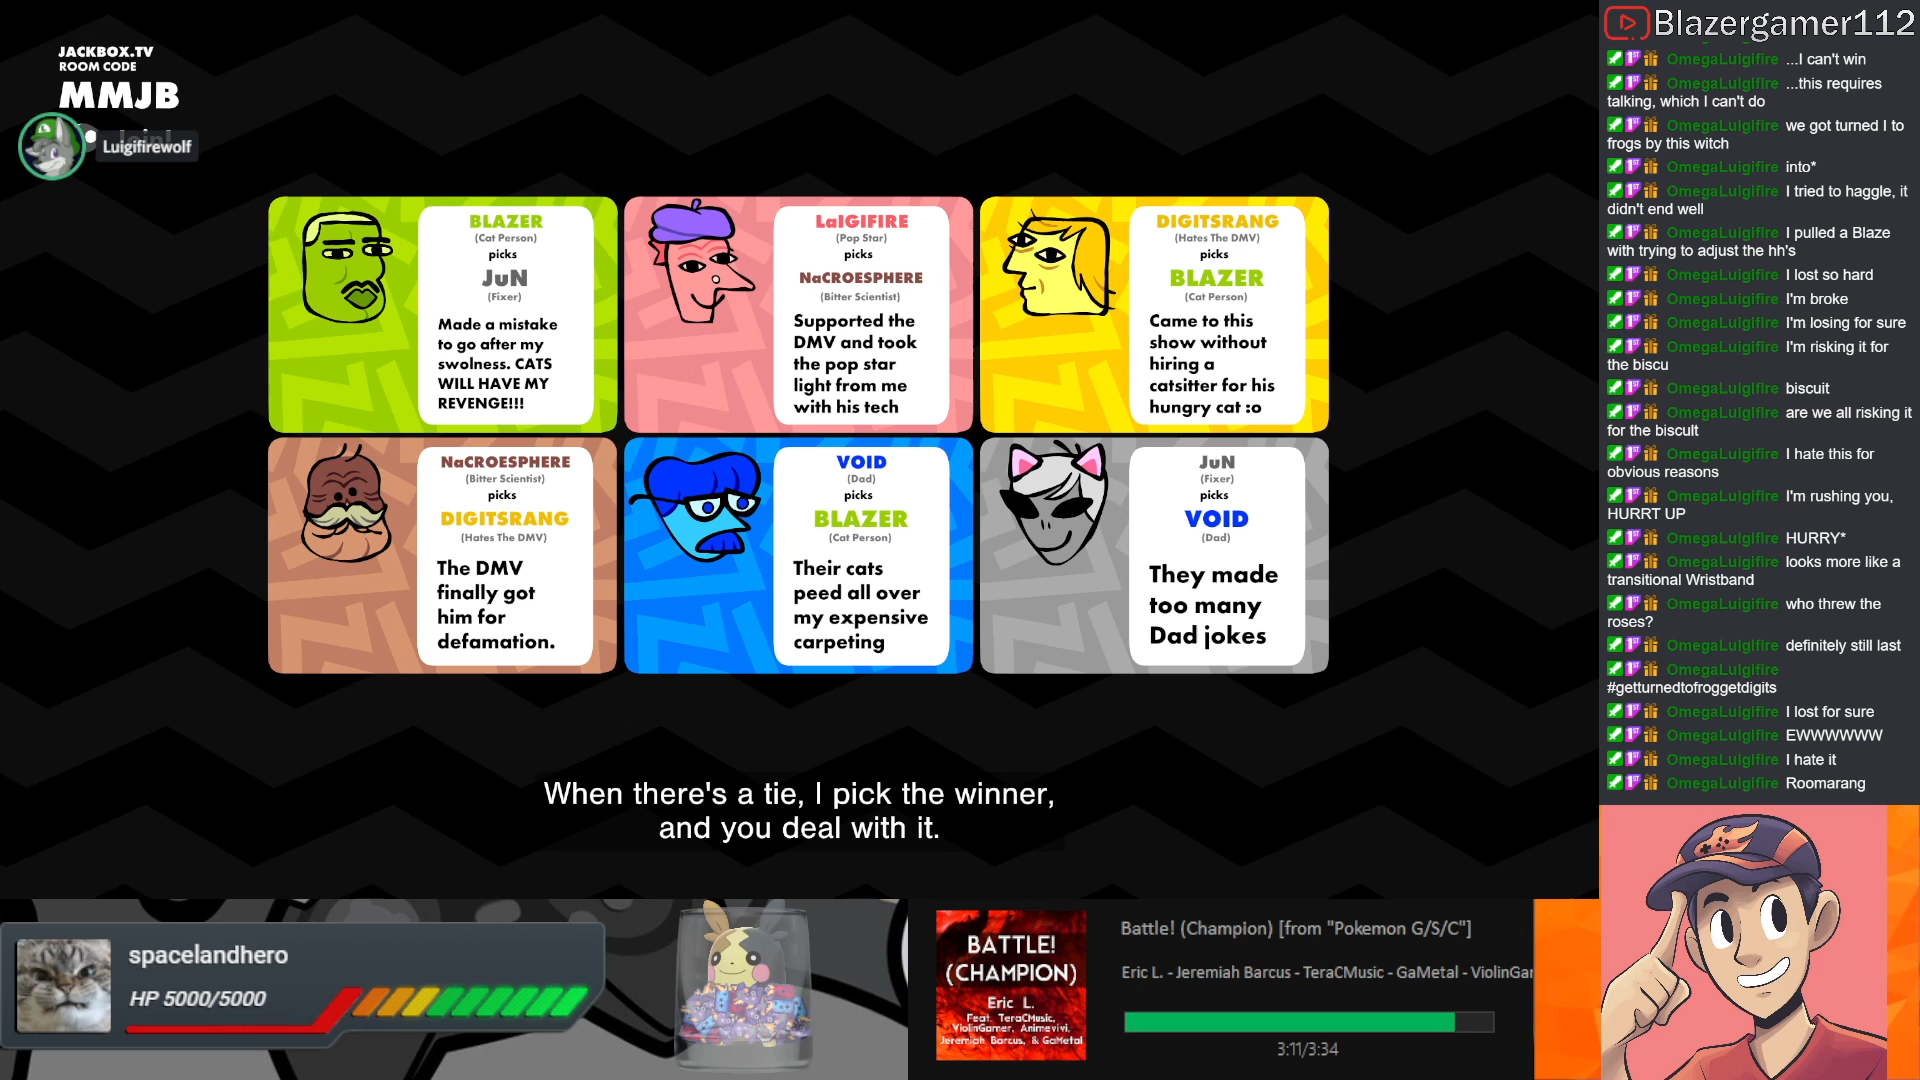 JACKBOX.TV
ROOM CODE
MMJB
Luigifirewolf
BLAZER
(Cat Person)
picks
JuN
(Fixer)
Made a mistake
to go after my
swolness. CATS
WILL HAVE MY
REVENGE!!!
LaIGIFIRE
(Pop Star)
picks
NaCROESPHERE
(Bitter Scientist)
Supported the
DMV and took
the pop star
light from me
with his tech
DIGITSRANG
(Hates The DMV)
picks
BLAZER
(Cat Person)
Came to this
show without
hiring a
catsitter for his
hungry cat :o
NaCROESPHERE
(Bitter Scientist)
picks
DIGITSRANG
(Hates The DMV)
The DMV
finally got
him for
defamation.
VOID
(Dad)
picks
BLAZER
(Cat Person)
Their cats
peed all over
my expensive
carpeting
JuN
(Fixer)
picks
VOID
(Dad)
They made
too many
Dad jokes
When there's a tie, I pick the winner,
and you deal with it.
Blazergamer112
OmegaLuigifire ...I can't win
OmegaLuigifire ...this requires
talking, which I can't do
OmegaLuigifire we got turned I to
frogs by this witch
OmegaLuigifire into*
OmegaLuigifire I tried to haggle, it
didn't end well
OmegaLuigifire I pulled a Blaze
with trying to adjust the hh's
OmegaLuigifire I lost so hard
OmegaLuigifire I'm broke
OmegaLuigifire I'm losing for sure
OmegaLuigifire I'm risking it for
the biscu
OmegaLuigifire biscuit
OmegaLuigifire are we all risking it
for the biscuit
OmegaLuigifire I hate this for
obvious reasons
OmegaLuigifire I'm rushing you,
HURRT UP
OmegaLuigifire HURRY*
OmegaLuigifire looks more like a
transitional Wristband
OmegaLuigifire who threw the
roses?
OmegaLuigifire definitely still last
OmegaLuigifire
#getturnedtofroggetdigits
OmegaLuigifire I lost for sure
OmegaLuigifire EWWWWWW
OmegaLuigifire I hate it
OmegaLuigifire Roomarang
spacelandhero
HP 5000/5000
BATTLE!
(CHAMPION)
Eric L.
Feat. TeraCMusic,
ViolinGamer, Animevivi,
Jeremiah Barcus, & GaMetal
Battle! (Champion) [from "Pokemon G/S/C"]
Eric L. - Jeremiah Barcus - TeraCMusic - GaMetal - ViolinGar
3:11/3:34